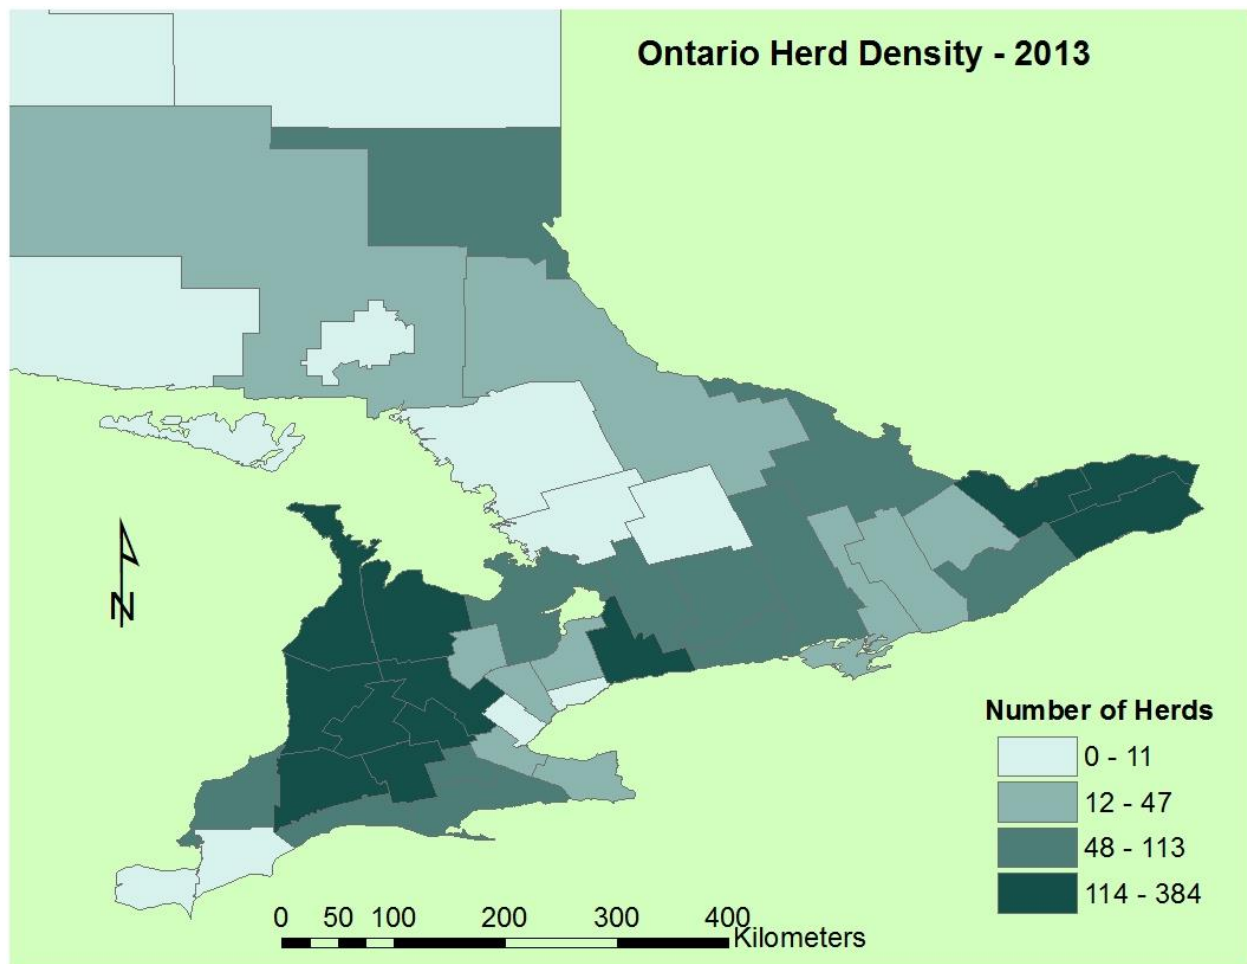 Ontario Herd Density - 2013
N
Number of Herds
0 - 11
12 - 47
48 - 113
114 - 384
0 50 100 200 300 400
Kilometers